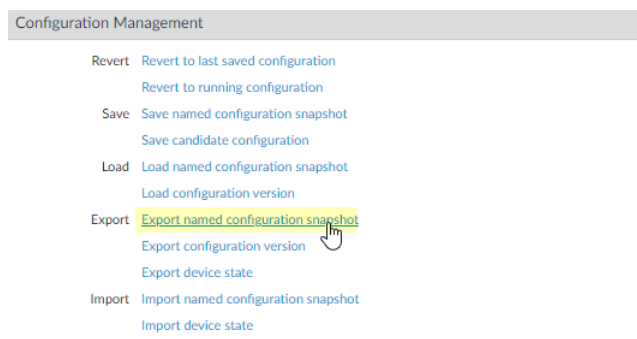 Configuration Management
Revert Revert to last saved configuration
Revert to running configuration
Save Save named configuration snapshot
Save candidate configuration
Load Load named configuration snapshot
Load configuration version
Export Export named configuration snapshot
Export configuration version
Export device state
Import Import named configuration snapshot
Import device state